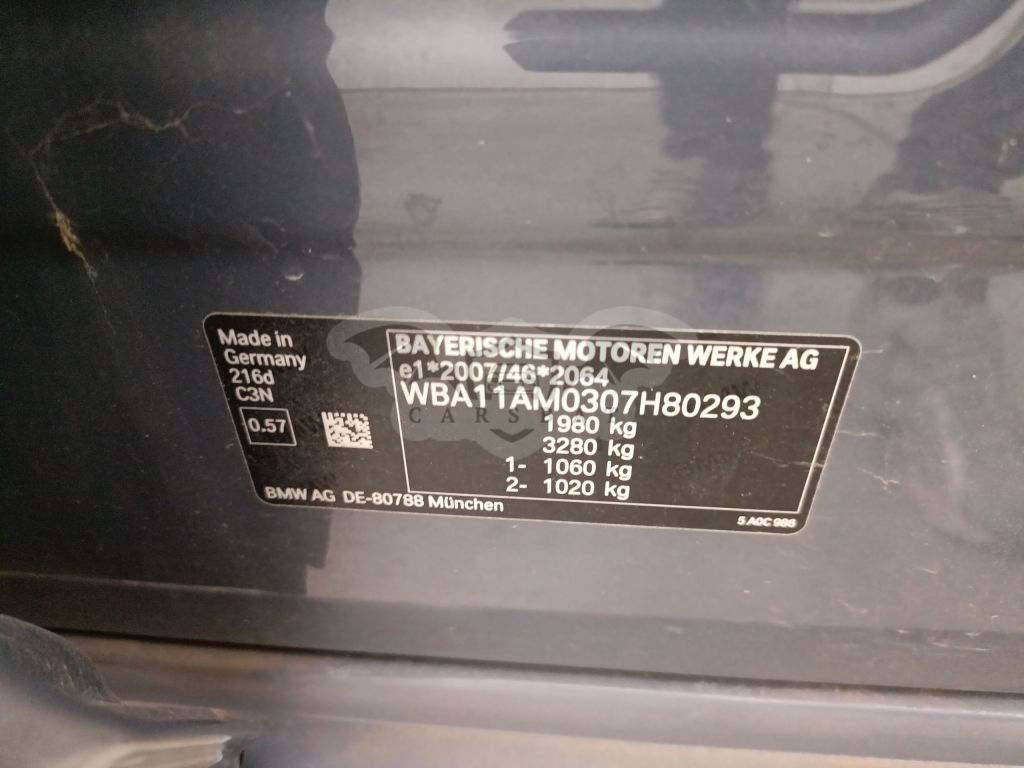 Made in
Germany
216d
C3N
0.57
BAYERISCHE MOTOREN WERKE AG
e1*2007/46*2064
WBA11AM0307H80293
1980 kg
3280 kg
1- 1060 kg
2- 1020 kg
BMW AG DE-80788 München
5 A0C 986
CARS